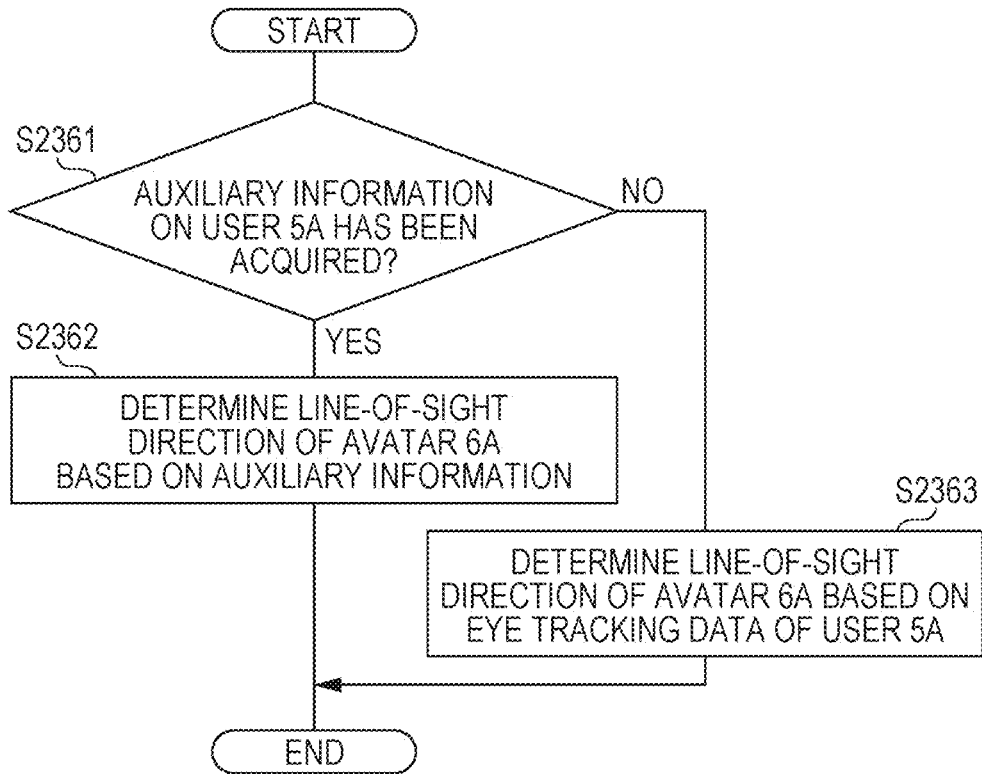 START
S2361
AUXILIARY INFORMATION
ON USER 5A HAS BEEN
ACQUIRED?
NO
YES
S2362
DETERMINE LINE-OF-SIGHT
DIRECTION OF AVATAR 6A
BASED ON AUXILIARY INFORMATION
S2363
DETERMINE LINE-OF-SIGHT
DIRECTION OF AVATAR 6A BASED ON
EYE TRACKING DATA OF USER 5A
END